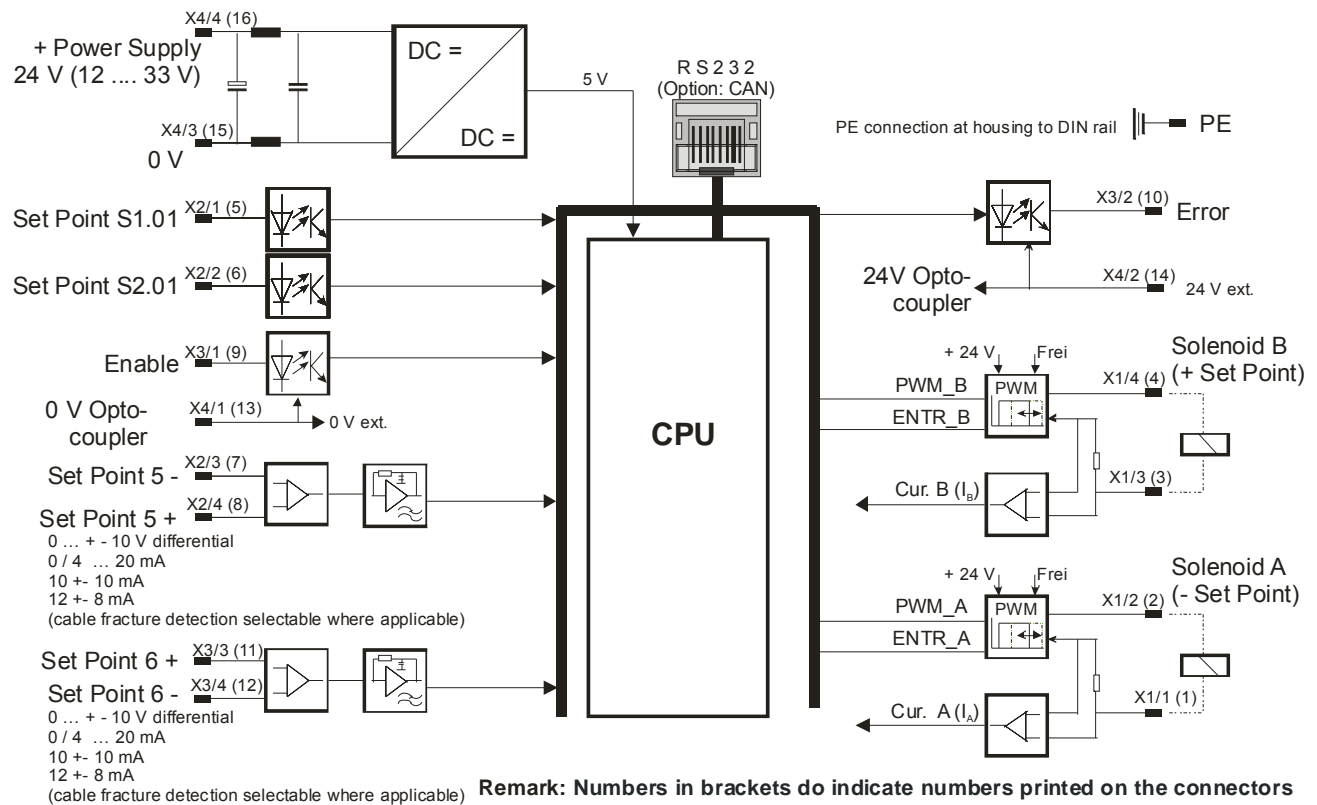 X4/4 (16)
+ Power Supply
24 V (12 .... 33 V)
X4/3 (15)
0 V
DC =
DC =
5 V
RS232
(Option: CAN)
PE connection at housing to DIN rail
PE
Set Point S1.01
X2/1 (5)
Set Point S2.01
X2/2 (6)
Enable
X3/1 (9)
0 V Opto-
coupler
X4/1 (13)
0 V ext.
Set Point 5 -
X2/3 (7)
Set Point 5 +
X2/4 (8)
0 ... + - 10 V differential
0 / 4 ... 20 mA
10 +- 10 mA
12 +- 8 mA
(cable fracture detection selectable where applicable)
Set Point 6 +
X3/3 (11)
Set Point 6 -
X3/4 (12)
0 ... + - 10 V differential
0 / 4 ... 20 mA
10 +- 10 mA
12 +- 8 mA
(cable fracture detection selectable where applicable)
CPU
X3/2 (10)
Error
24V Opto-
coupler
X4/2 (14)
24 V ext.
+ 24 V
Frei
PWM_B
ENTR_B
PWM
X1/4 (4)
Solenoid B
(+ Set Point)
Cur. B (IB)
X1/3 (3)
+ 24 V
Frei
PWM_A
ENTR_A
PWM
X1/2 (2)
Solenoid A
(- Set Point)
Cur. A (IA)
X1/1 (1)
Remark: Numbers in brackets do indicate numbers printed on the connectors